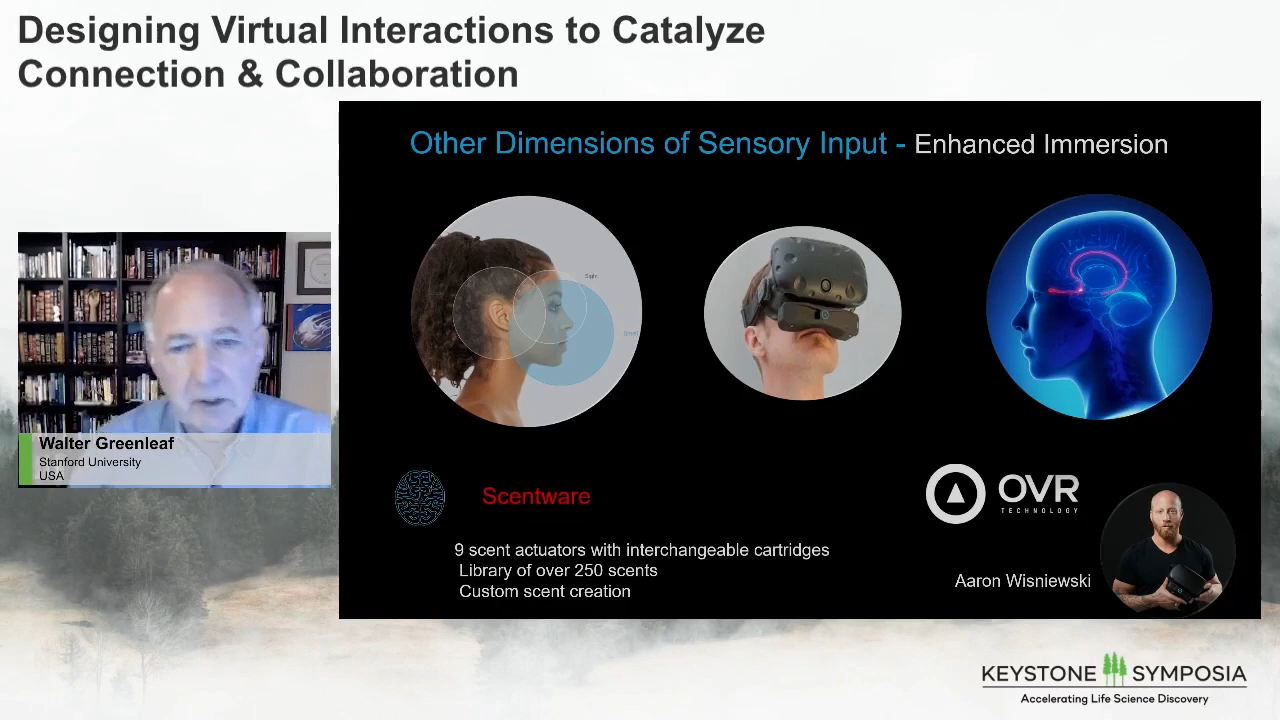 Designing Virtual Interactions to Catalyze
Connection & Collaboration
Other Dimensions of Sensory Input - Enhanced Immersion
Sight
Walter Greenleaf
Stanford University
USA
Scentware
9 scent actuators with interchangeable cartridges
Library of over 250 scents
Custom scent creation
OVR
TECHNOLOGY
Aaron Wisniewski
KEYSTONE SYMPOSIA
Accelerating Life Science Discovery